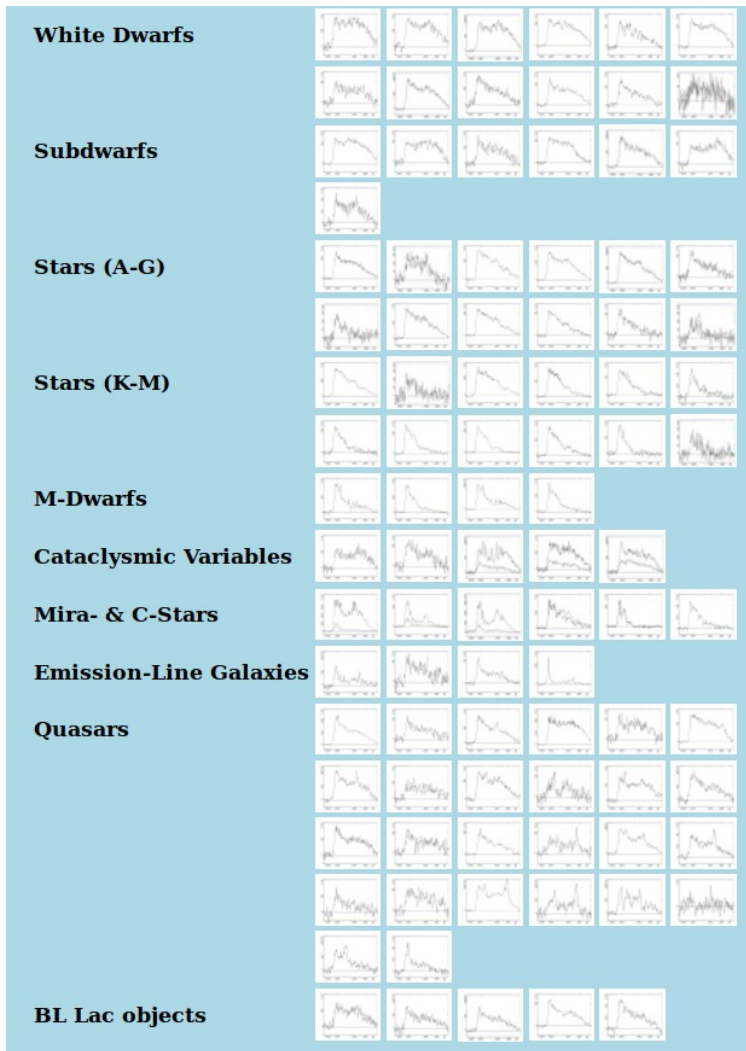 White Dwarfs
Subdwarfs
Stars (A-G)
Stars (K-M)
M-Dwarfs
Cataclysmic Variables
Mira- & C-Stars
Emission-Line Galaxies
Quasars
BL Lac objects